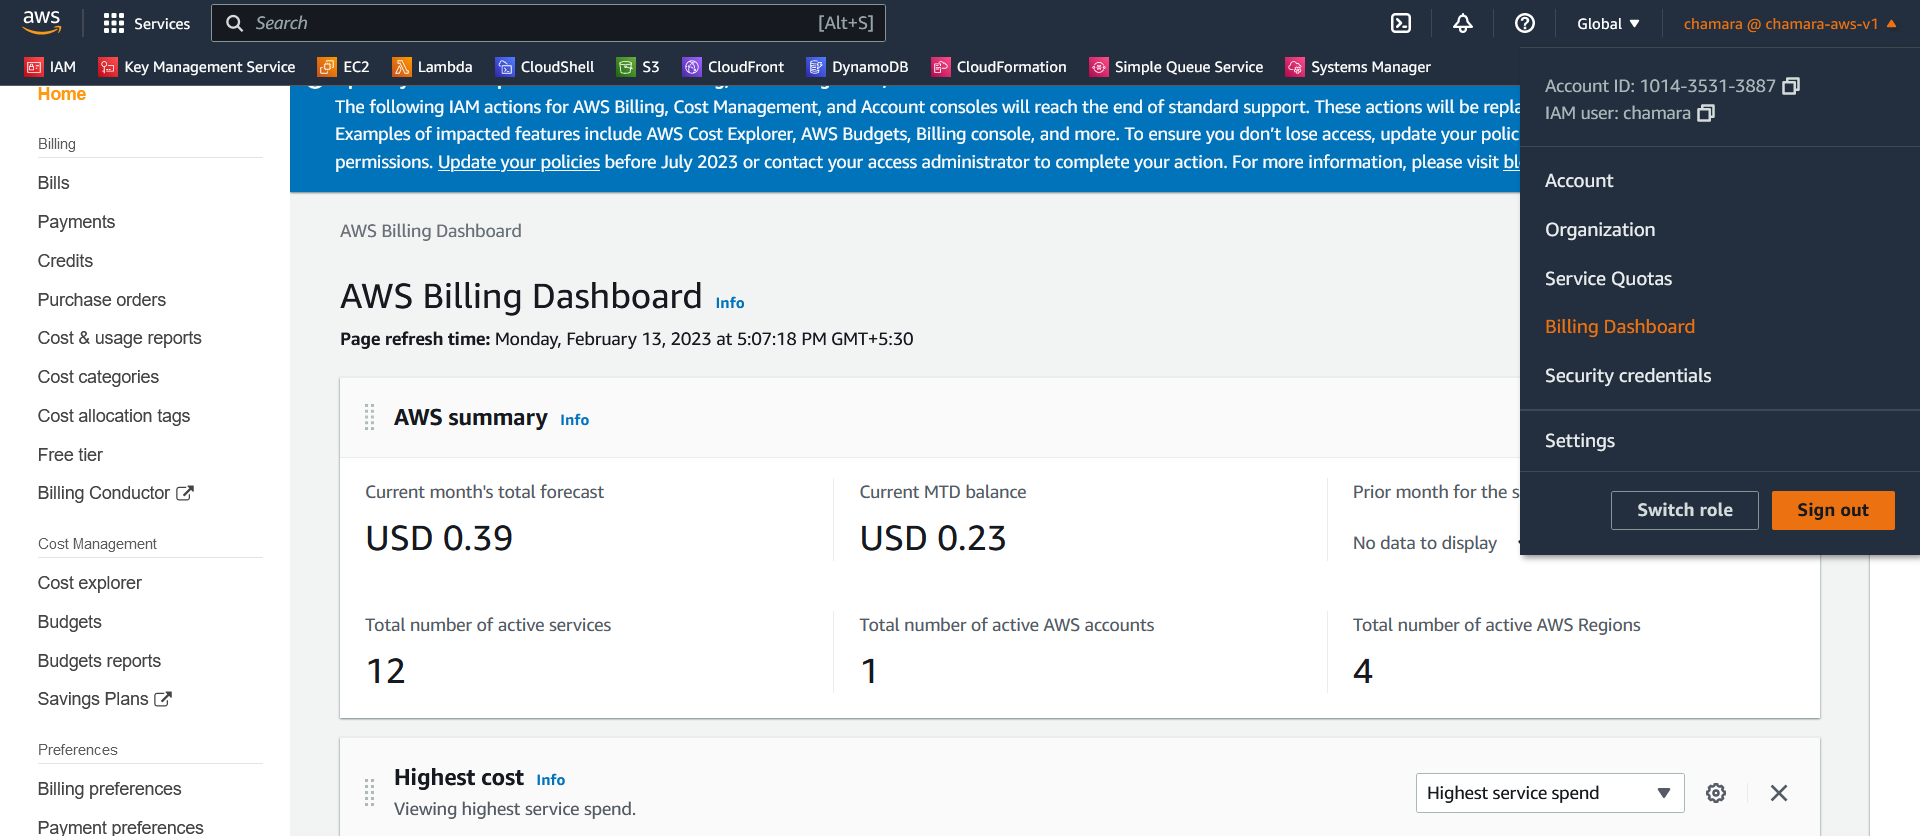 aws
Services
Search
[Alt+S]
Global
chamara @ chamara-aws-v1
IAM
Key Management Service
EC2
Lambda
CloudShell
S3
CloudFront
DynamoDB
CloudFormation
Simple Queue Service
Systems Manager
Account ID: 1014-3531-3887
IAM user: chamara
Account
Organization
Service Quotas
Billing Dashboard
Security credentials
Settings
Switch role
Sign out
Home
Billing
Bills
Payments
Credits
Purchase orders
Cost & usage reports
Cost categories
Cost allocation tags
Free tier
Billing Conductor
Cost Management
Cost explorer
Budgets
Budgets reports
Savings Plans
Preferences
Billing preferences
Payment preferences
The following IAM actions for AWS Billing, Cost Management, and Account consoles will reach the end of standard support. These actions will be repla
Examples of impacted features include AWS Cost Explorer, AWS Budgets, Billing console, and more. To ensure you don’t lose access, update your polic
permissions. Update your policies before July 2023 or contact your access administrator to complete your action. For more information, please visit bl
AWS Billing Dashboard
AWS Billing Dashboard Info
Page refresh time: Monday, February 13, 2023 at 5:07:18 PM GMT+5:30
AWS summary Info
Current month's total forecast
USD 0.39
Current MTD balance
USD 0.23
Prior month for the s
No data to display
Total number of active services
12
Total number of active AWS accounts
1
Total number of active AWS Regions
4
Highest cost Info
Viewing highest service spend.
Highest service spend